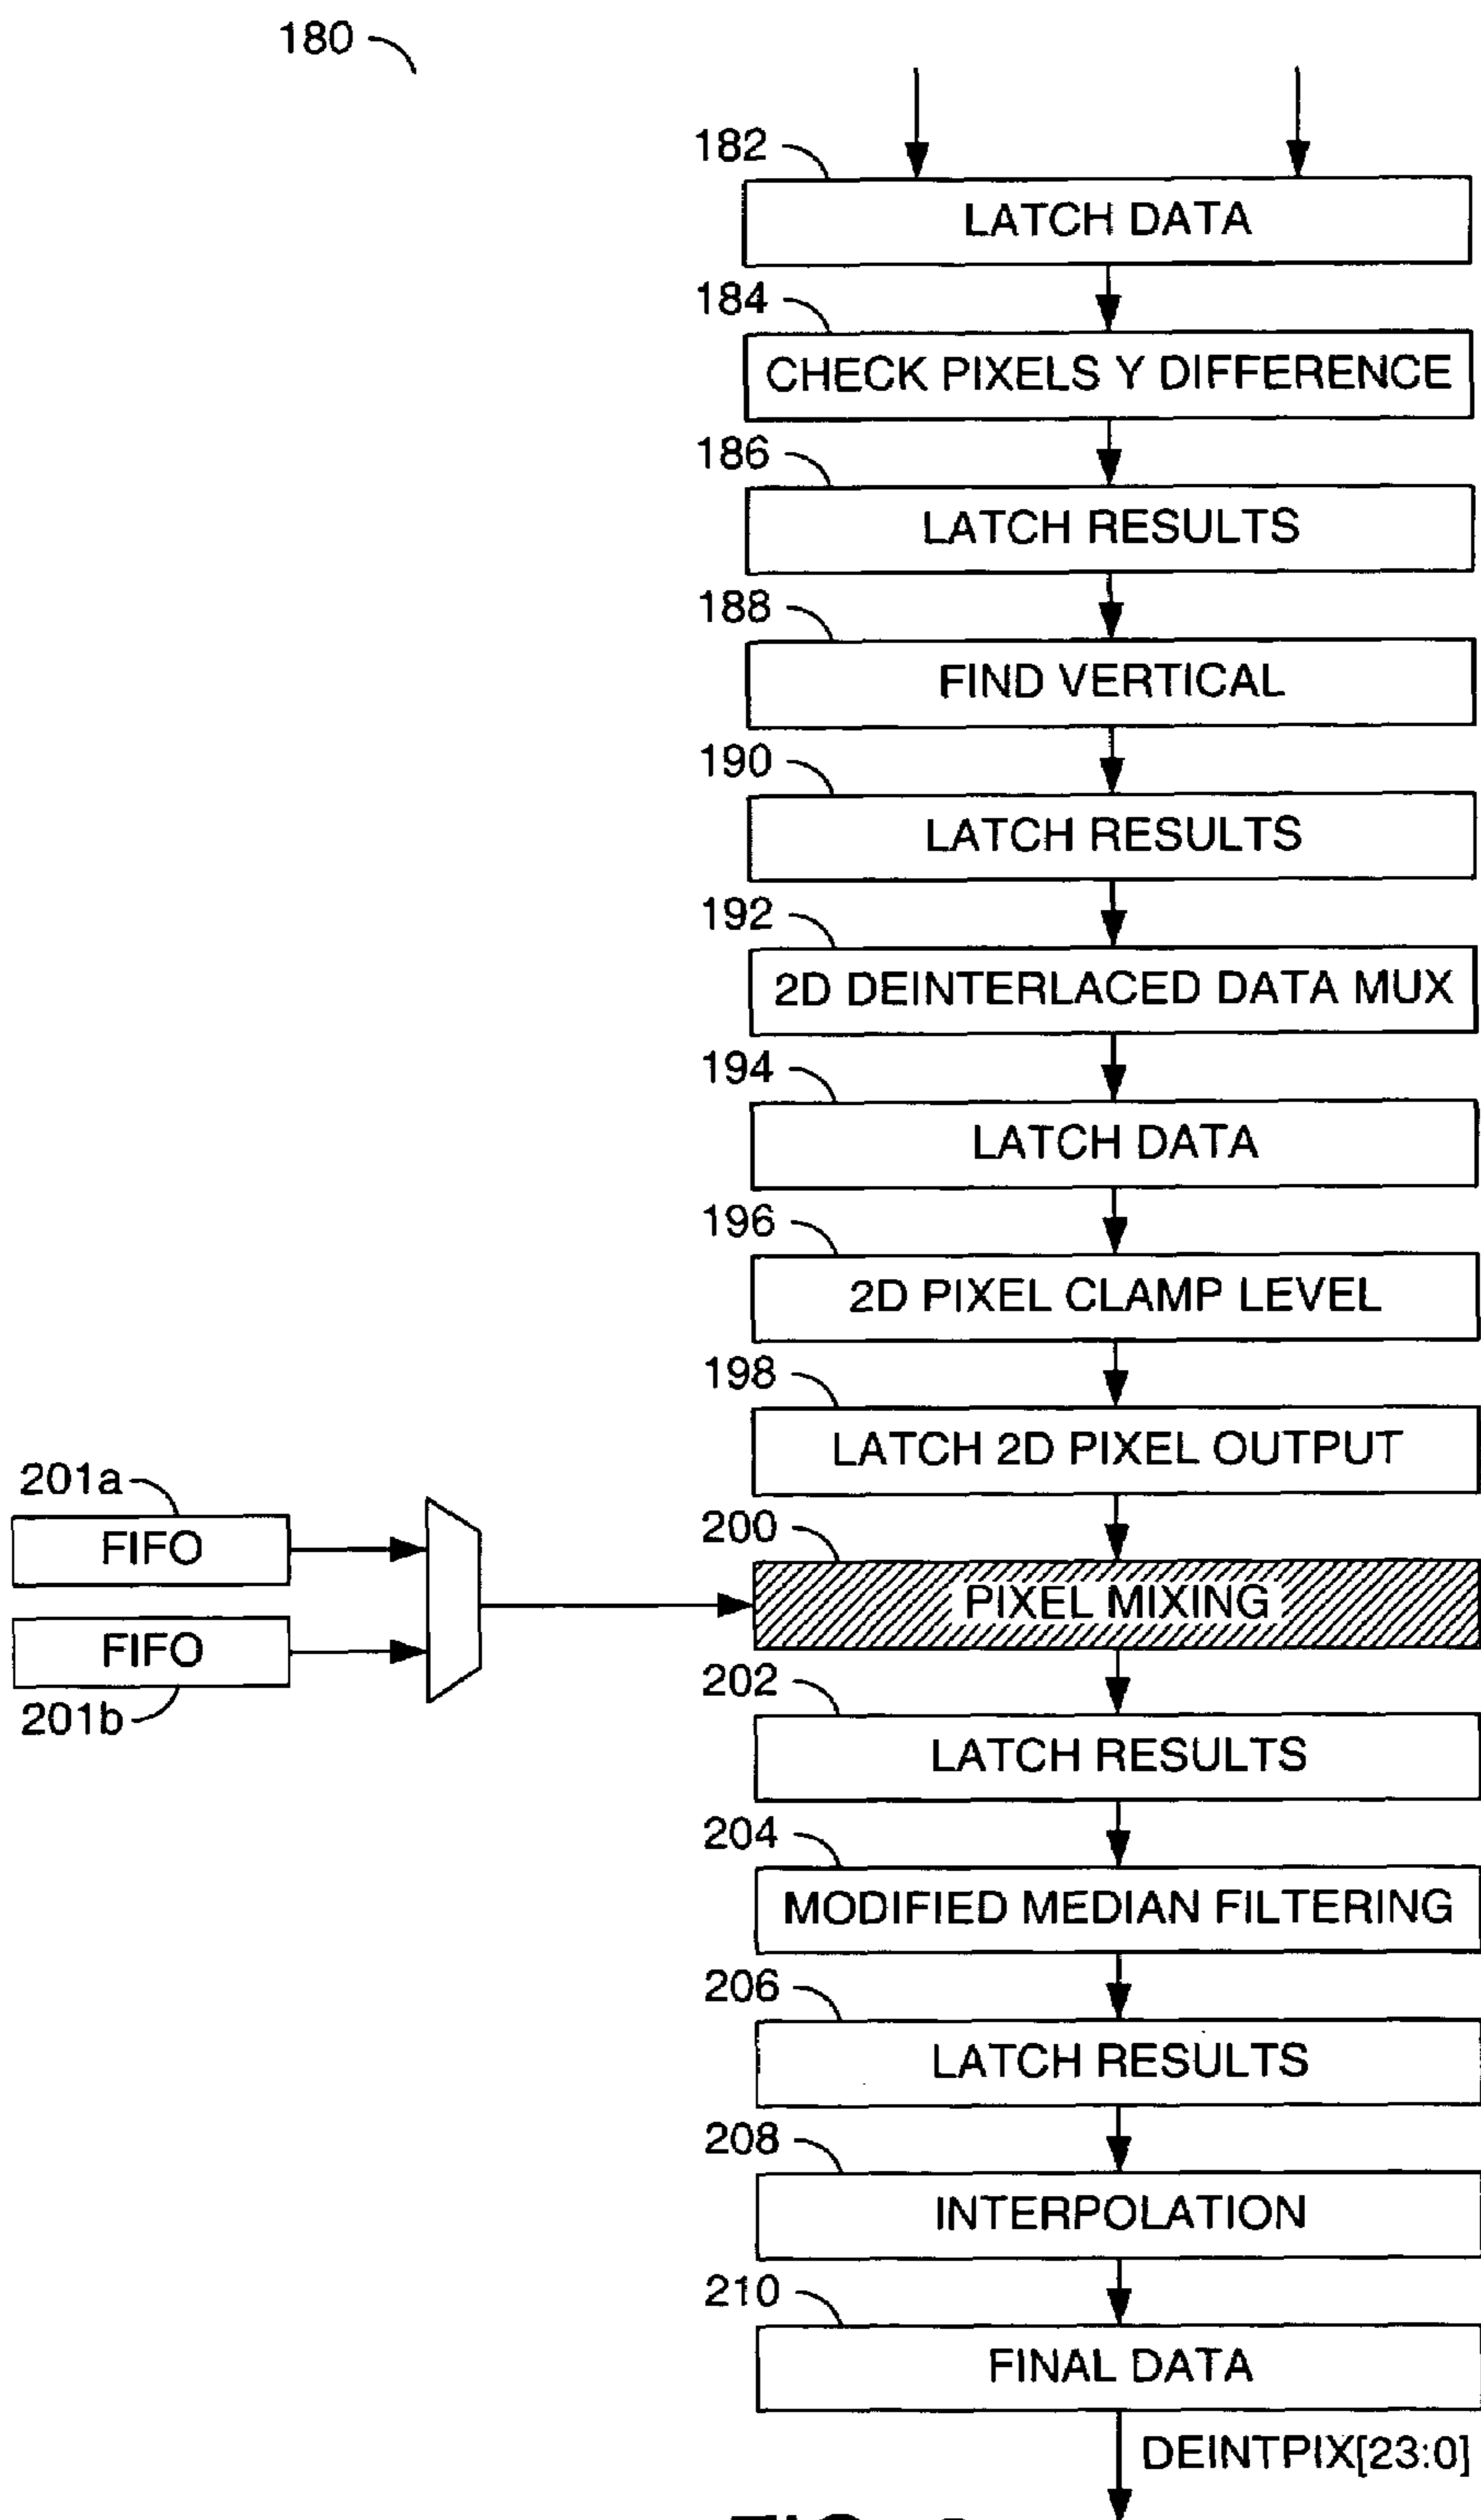 180
182
LATCH DATA
184
CHECK PIXELS Y DIFFERENCE
186
LATCH RESULTS
188
FIND VERTICAL
190
LATCH RESULTS
192
2D DEINTERLACED DATA MUX
194
LATCH DATA
196
2D PIXEL CLAMP LEVEL
198
LATCH 2D PIXEL OUTPUT
201a
FIFO
FIFO
201b
200
PIXEL MIXING
202
LATCH RESULTS
204
MODIFIED MEDIAN FILTERING
206
LATCH RESULTS
208
INTERPOLATION
210
FINAL DATA
DEINTPIX[23:0]